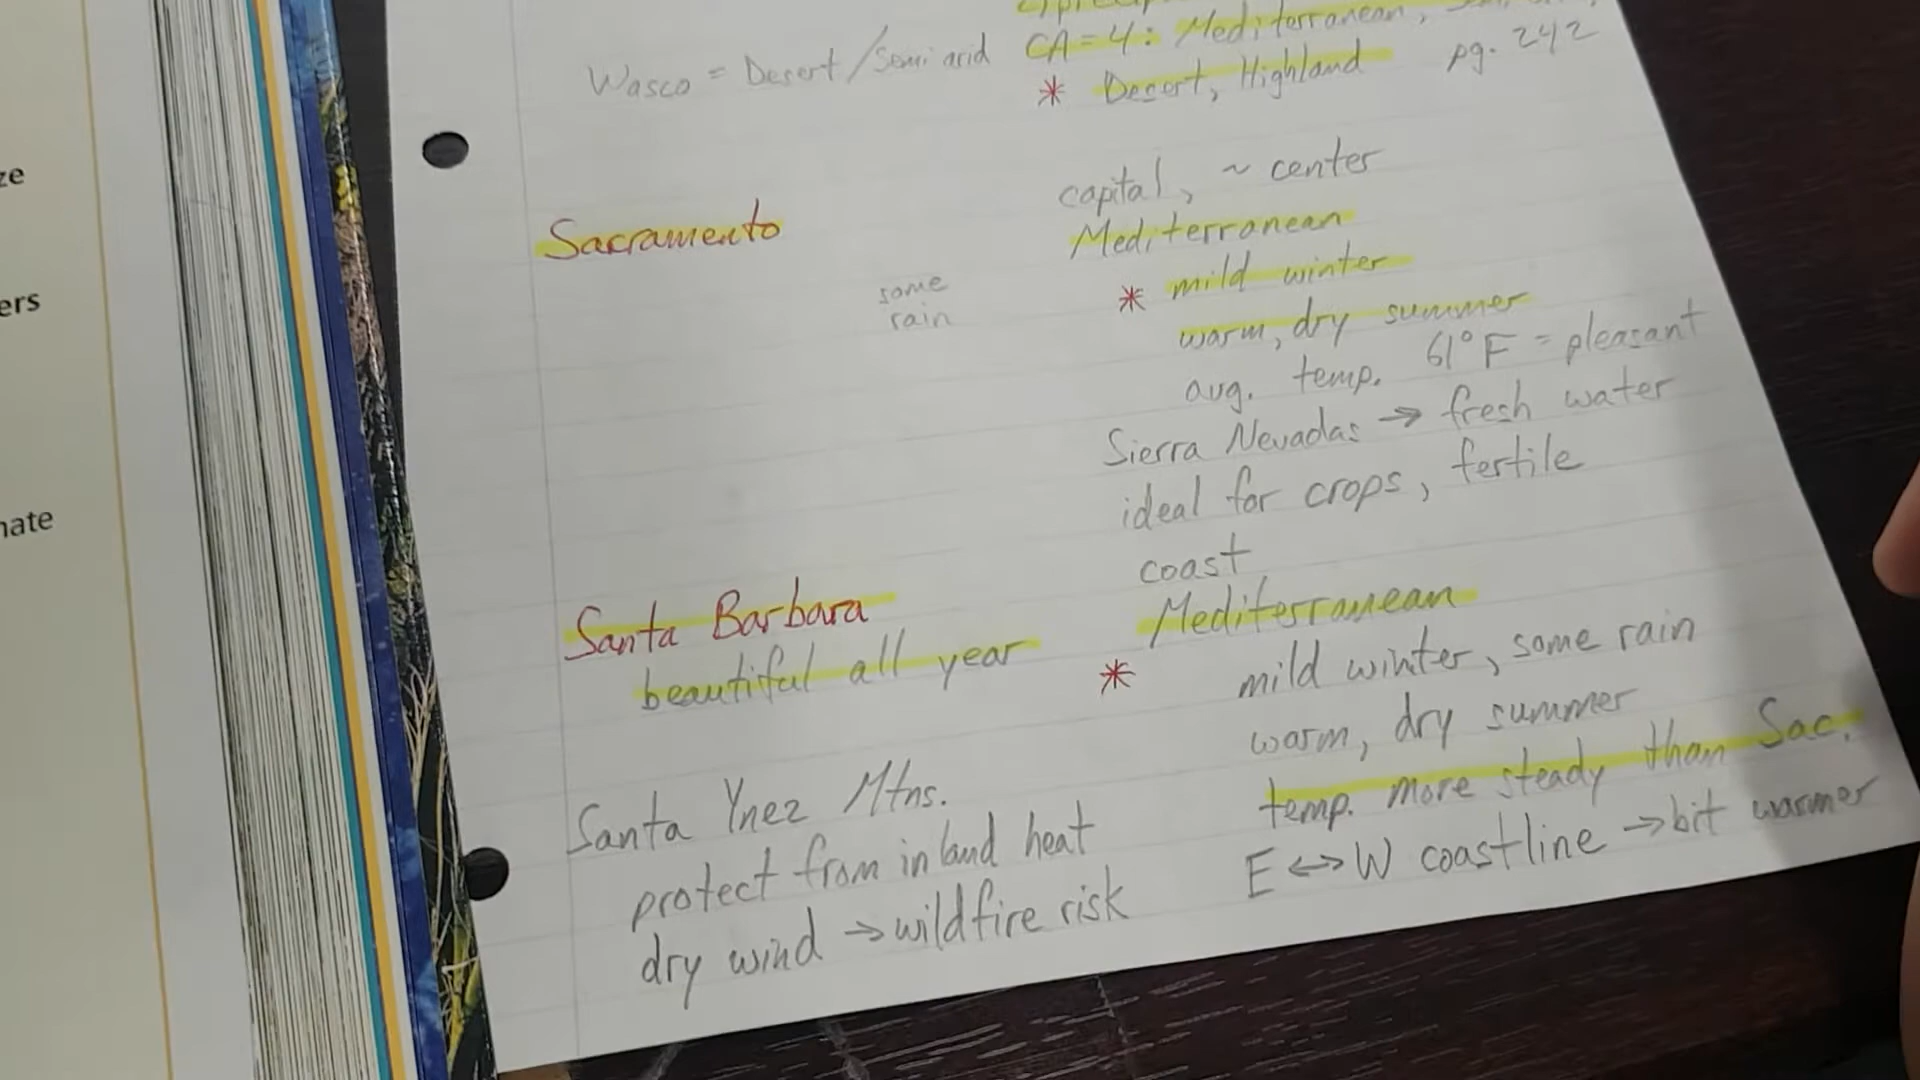 CA=4: Mediterranean,
Wasco = Desert/Semi arid
* Desert, Highland
pg. 242
Sacramento
capital, ~ center
Mediterranean
some
rain
* mild winter
warm, dry summer
avg. temp. 61°F = pleasant
Sierra Nevadas → fresh water
ideal for crops, fertile
Santa Barbara
beautiful all year
coast
Mediterranean
* mild winter, some rain
warm, dry summer
temp. more steady than Sac.
E ↔ W coastline → bit warmer
Santa Ynez Mtns.
protect from inland heat
dry wind → wildfire risk
ers